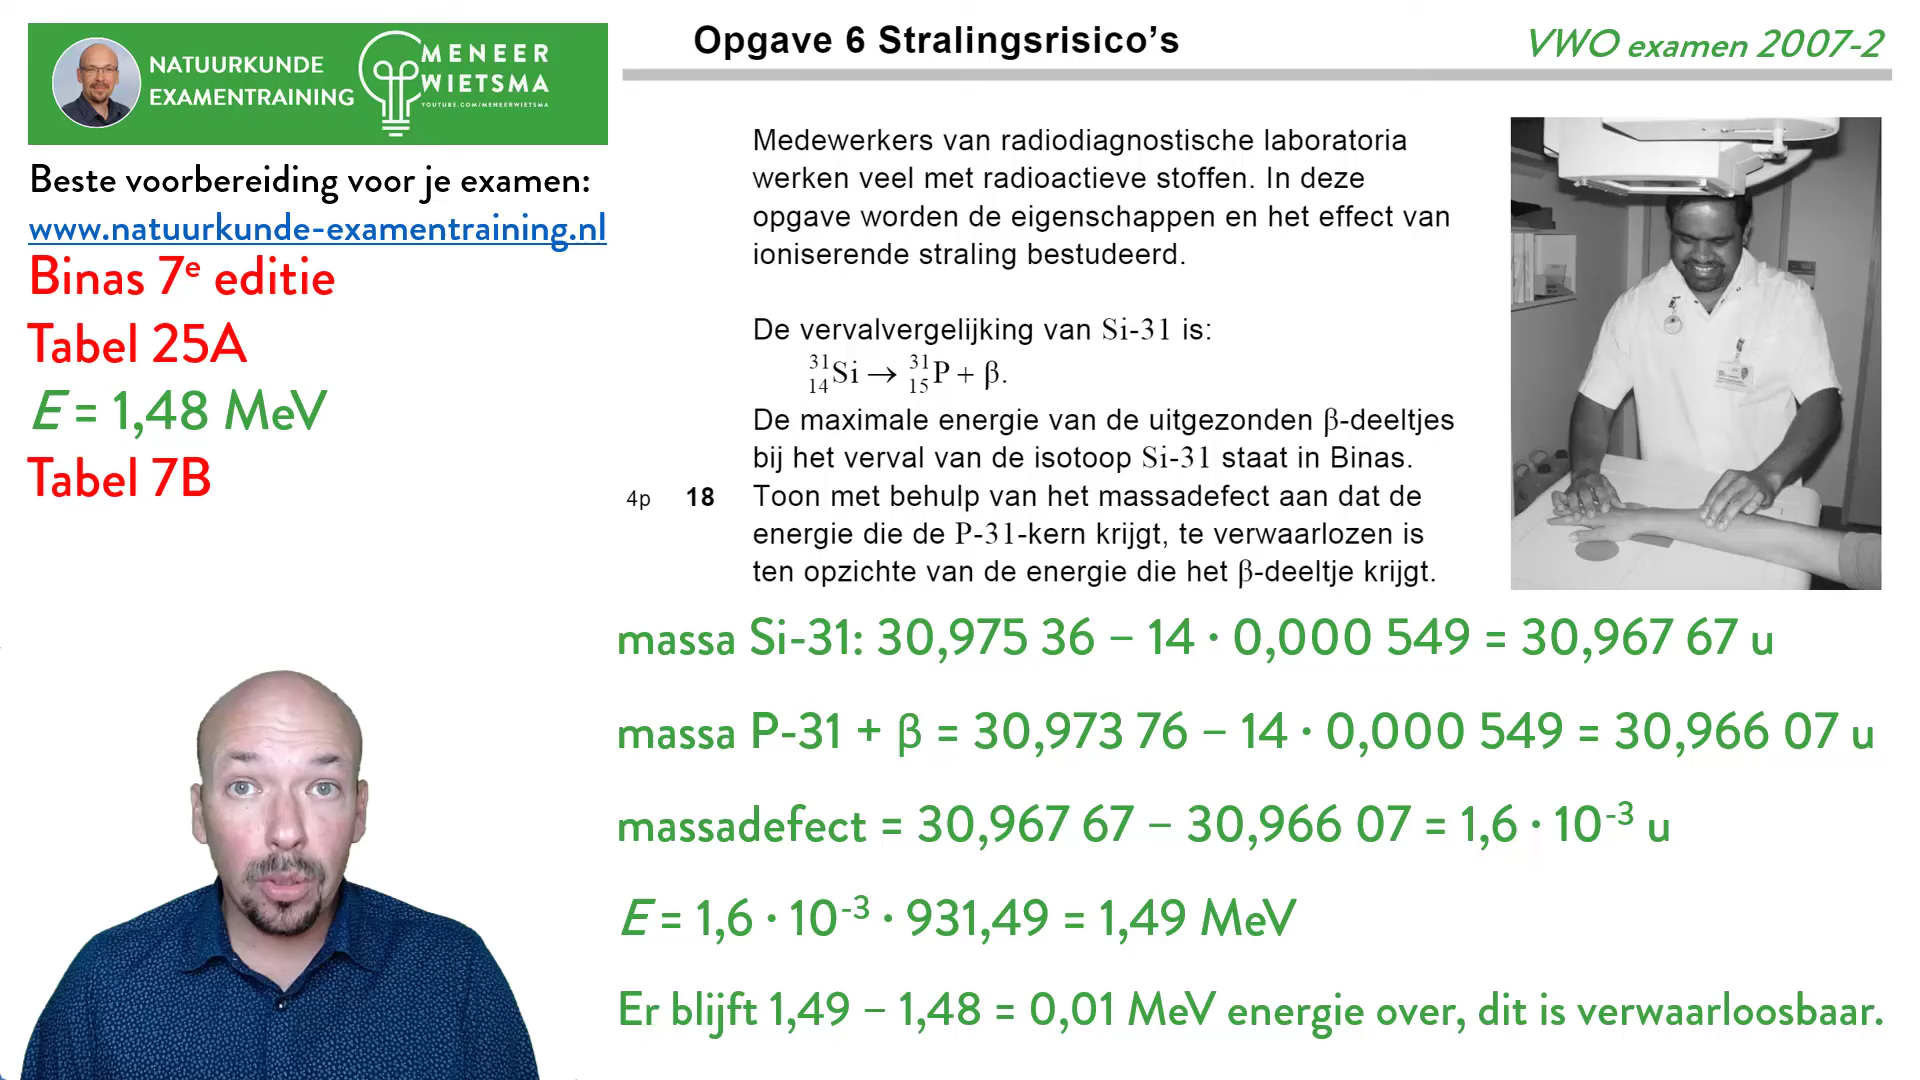 NATUURKUNDE
EXAMENTRAINING
MENEER
WIETSMA
YOUTUBE.COM/MENEERWIETSMA
Beste voorbereiding voor je examen:
www.natuurkunde-examentraining.nl
Binas 7ᵉ editie
Tabel 25A
E = 1,48 MeV
Tabel 7B
Opgave 6 Stralingsrisico's
VWO examen 2007-2
Medewerkers van radiodiagnostische laboratoria
werken veel met radioactieve stoffen. In deze
opgave worden de eigenschappen en het effect van
ioniserende straling bestudeerd.
De vervalvergelijking van Si-31 is:
³¹₁₄Si → ³¹₁₅P + β.
De maximale energie van de uitgezonden β-deeltjes
bij het verval van de isotoop Si-31 staat in Binas.
4p 18 Toon met behulp van het massadefect aan dat de
energie die de P-31-kern krijgt, te verwaarlozen is
ten opzichte van de energie die het β-deeltje krijgt.
massa Si-31: 30,975 36 – 14 · 0,000 549 = 30,967 67 u
massa P-31 + β = 30,973 76 – 14 · 0,000 549 = 30,966 07 u
massadefect = 30,967 67 – 30,966 07 = 1,6 · 10⁻³ u
E = 1,6 · 10⁻³ · 931,49 = 1,49 MeV
Er blijft 1,49 – 1,48 = 0,01 MeV energie over, dit is verwaarloosbaar.